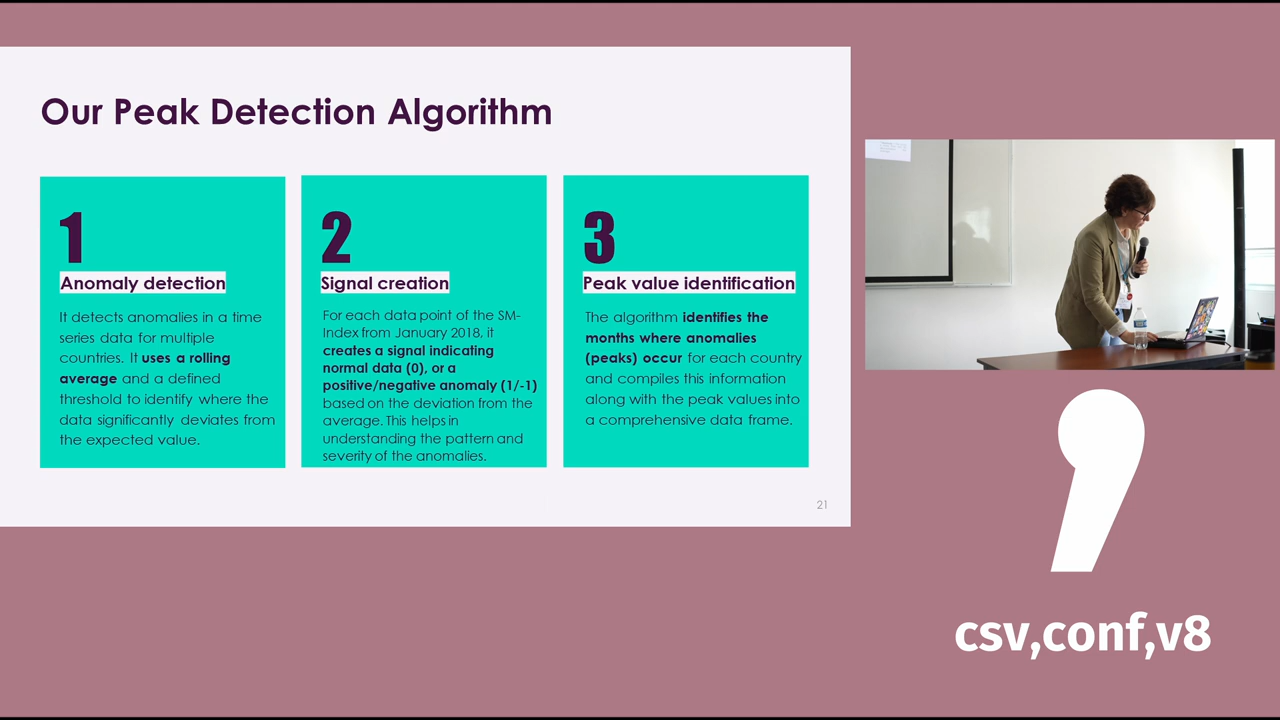 Our Peak Detection Algorithm
1
Anomaly detection
It detects anomalies in a time
series data for multiple
countries. It uses a rolling
average and a defined
threshold to identify where the
data significantly deviates from
the expected value.
2
Signal creation
For each data point of the SM-
Index from January 2018, it
creates a signal indicating
normal data (0), or a
positive/negative anomaly (1/-1)
based on the deviation from the
average. This helps in
understanding the pattern and
severity of the anomalies.
3
Peak value identification
The algorithm identifies the
months where anomalies
(peaks) occur for each country
and compiles this information
along with the peak values into
a comprehensive data frame.
21
csv,conf,v8